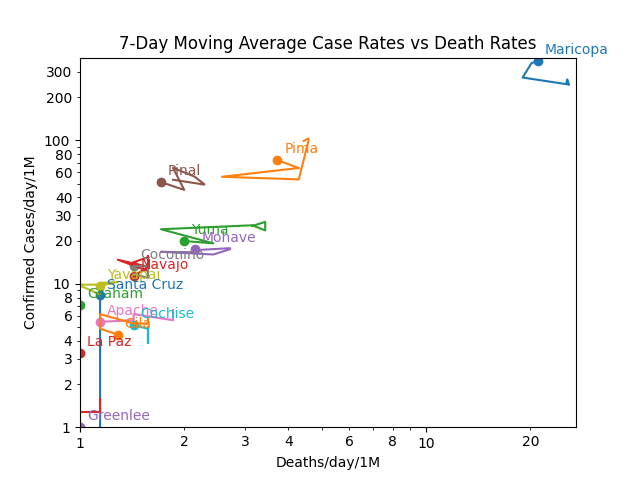 7-Day Moving Average Case Rates vs Death Rates
Maricopa
300
200
100
80
60
40
30
20
10
8
6
4
3
2
1
Confirmed Cases/day/1M
Pima
Pinal
Yuma
Mohave
Coconino
Navajo
Yavapai
Santa Cruz
Graham
Apache
Cochise
Gila
La Paz
Greenlee
1
2
3
4
6
8
10
20
Deaths/day/1M